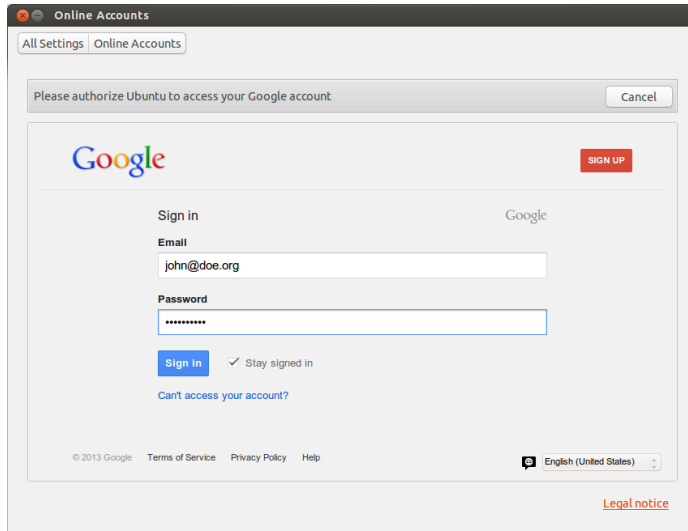 Online Accounts
All Settings Online Accounts
Please authorize Ubuntu to access your Google account Cancel
Google SIGN UP
Sign in Google
Email
john@doe.org
Password
••••••••••
Sign in Stay signed in
Can't access your account?
© 2013 Google Terms of Service Privacy Policy Help English (United States)
Legal notice